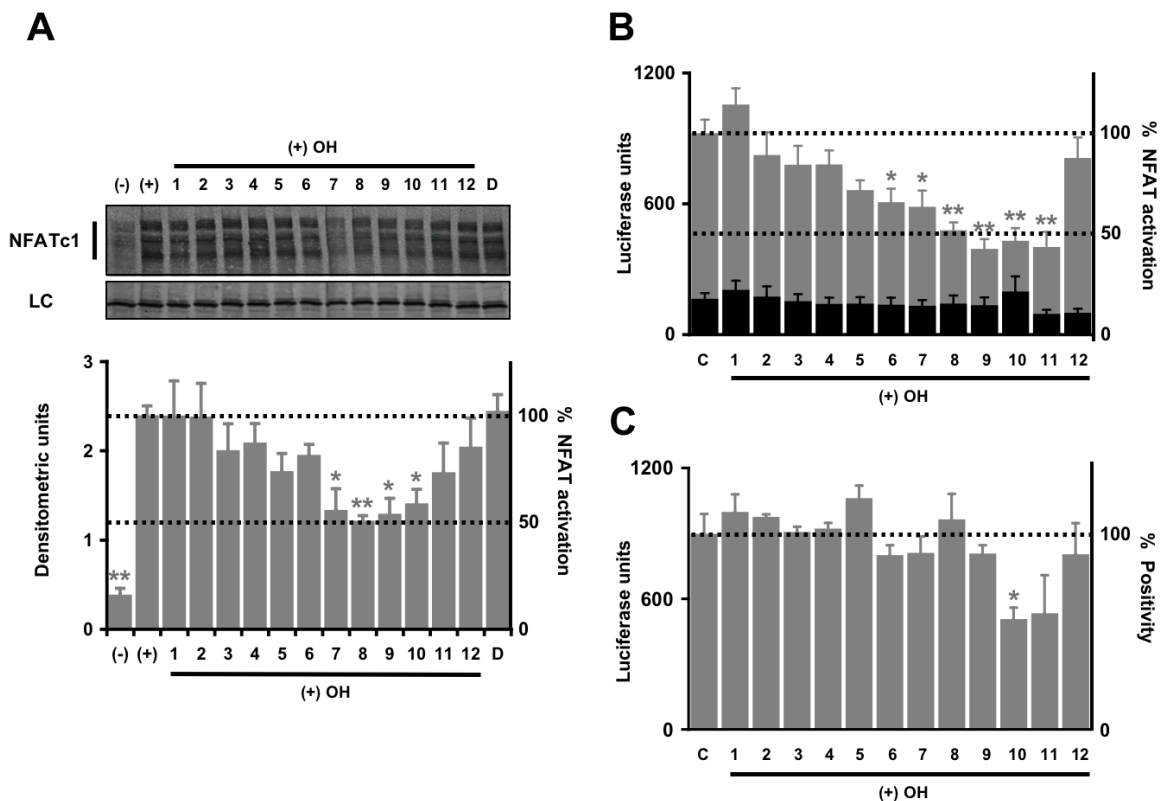 A
(+) OH
(-) (+) 1 2 3 4 5 6 7 8 9 10 11 12 D
NFATc1
LC
3
2
1
0
Densitometric units
100
50
0
% NFAT activation
**
*
**
*
*
(-) (+) 1 2 3 4 5 6 7 8 9 10 11 12 D
(+) OH
B
1200
600
0
Luciferase units
100
50
0
% NFAT activation
*
*
**
**
**
**
C 1 2 3 4 5 6 7 8 9 10 11 12
(+) OH
C
1200
600
0
Luciferase units
100
0
% Positivity
*
C 1 2 3 4 5 6 7 8 9 10 11 12
(+) OH